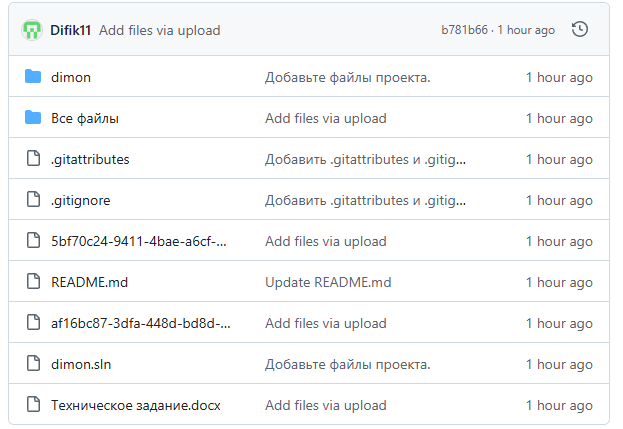 Difik11 Add files via upload b781b66 · 1 hour ago
dimon Добавьте файлы проекта. 1 hour ago
Все файлы Add files via upload 1 hour ago
.gitattributes Добавить .gitattributes и .gitig... 1 hour ago
.gitignore Добавить .gitattributes и .gitig... 1 hour ago
5bf70c24-9411-4bae-a6cf-... Add files via upload 1 hour ago
README.md Update README.md 1 hour ago
af16bc87-3dfa-448d-bd8d-... Add files via upload 1 hour ago
dimon.sln Добавьте файлы проекта. 1 hour ago
Техническое задание.docx Add files via upload 1 hour ago